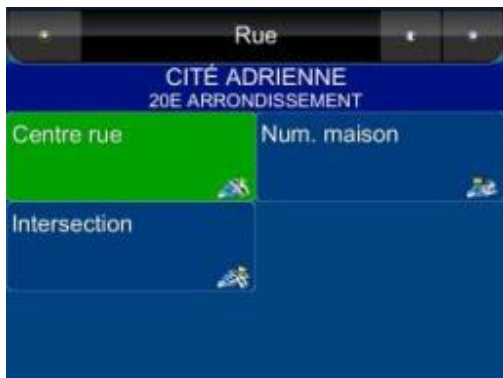 Rue
CITÉ ADRIENNE
20E ARRONDISSEMENT
Centre rue
Num. maison
Intersection